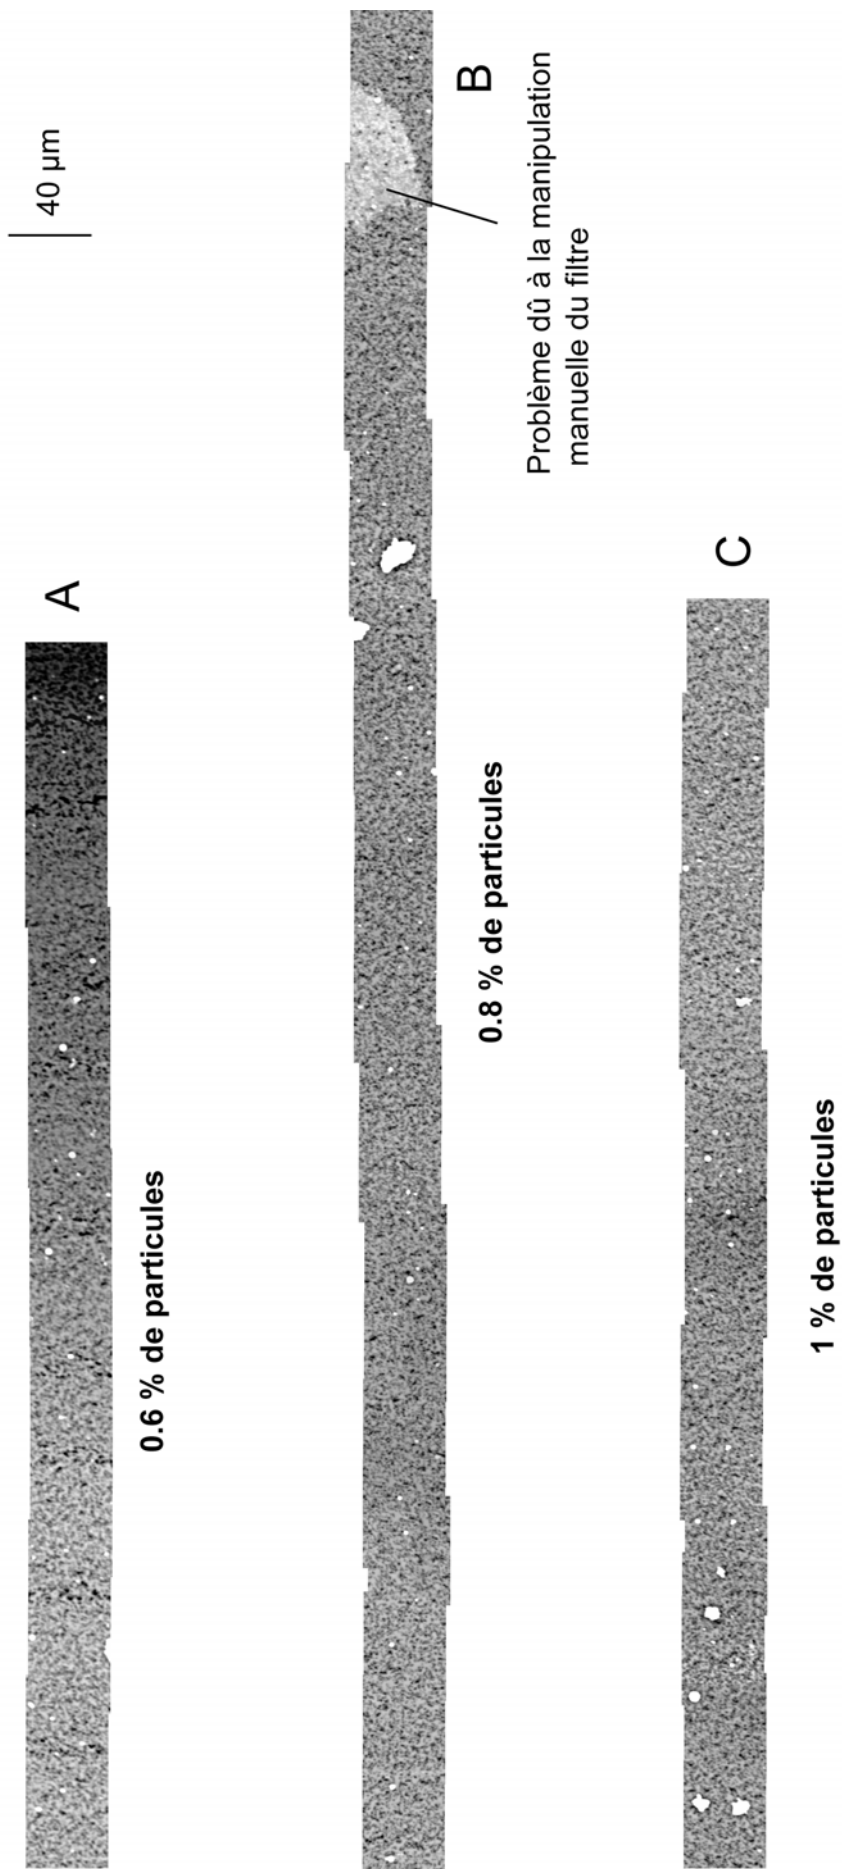 40 µm
A
0.6 % de particules
B
Problème dû à la manipulation
manuelle du filtre
0.8 % de particules
C
1 % de particules